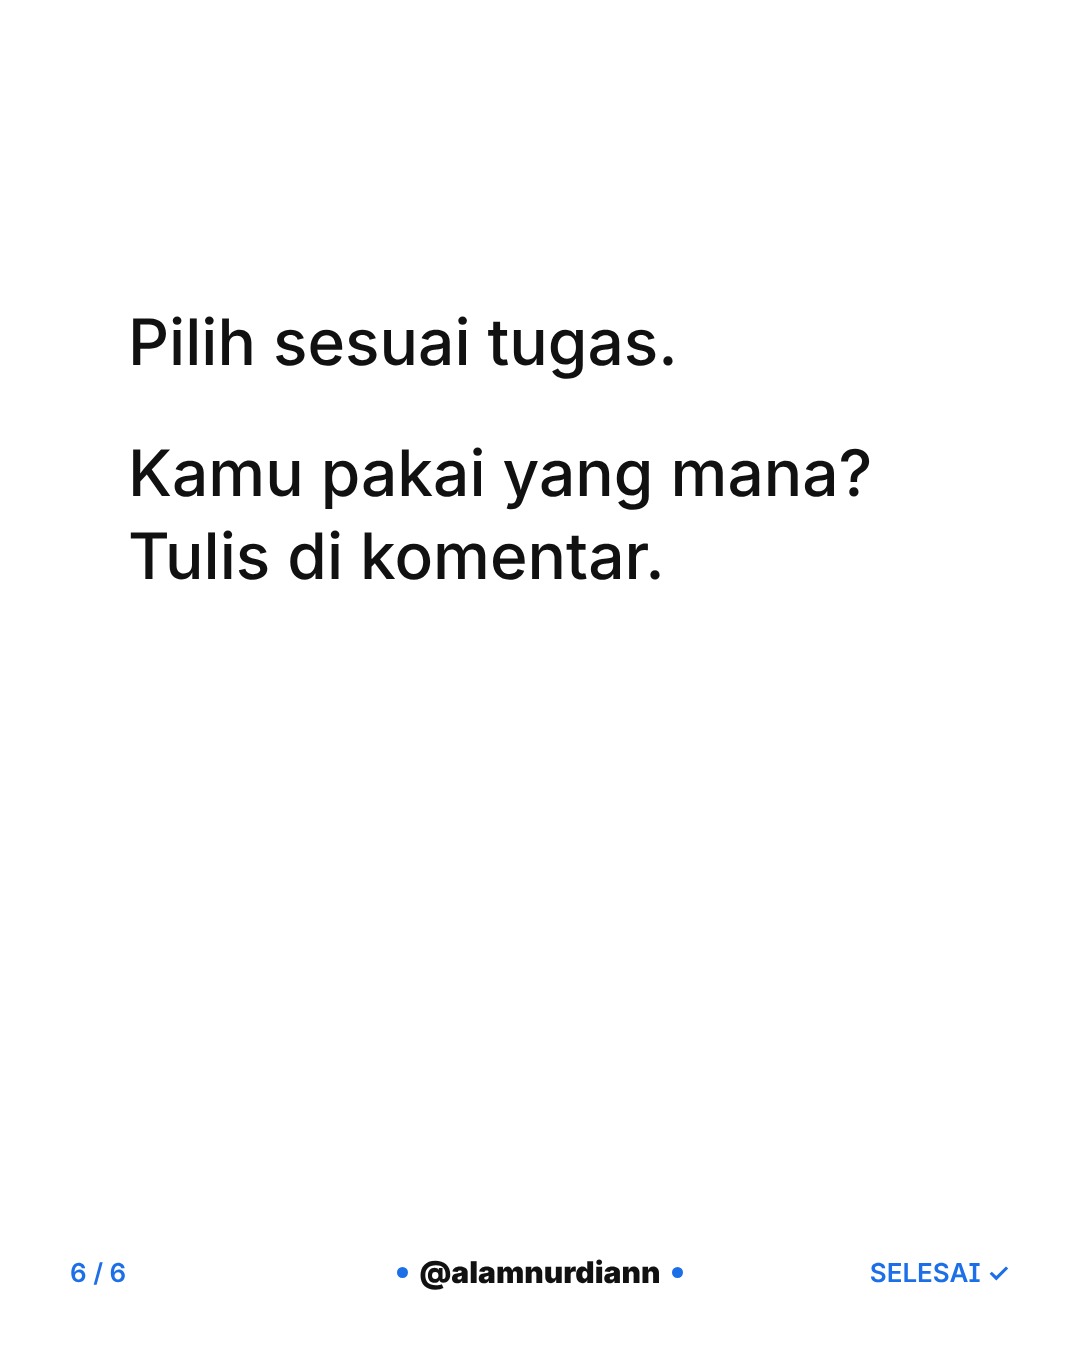 Pilih sesuai tugas.
Kamu pakai yang mana?
Tulis di komentar.
6 / 6
• @alamnurdiann •
SELESAI ✓